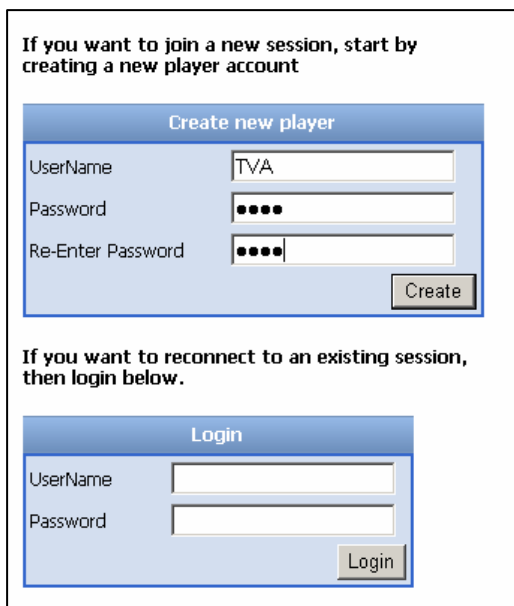 If you want to join a new session, start by
creating a new player account
Create new player
UserName TVA
Password ●●●●
Re-Enter Password ●●●●
Create
If you want to reconnect to an existing session,
then login below.
Login
UserName
Password
Login